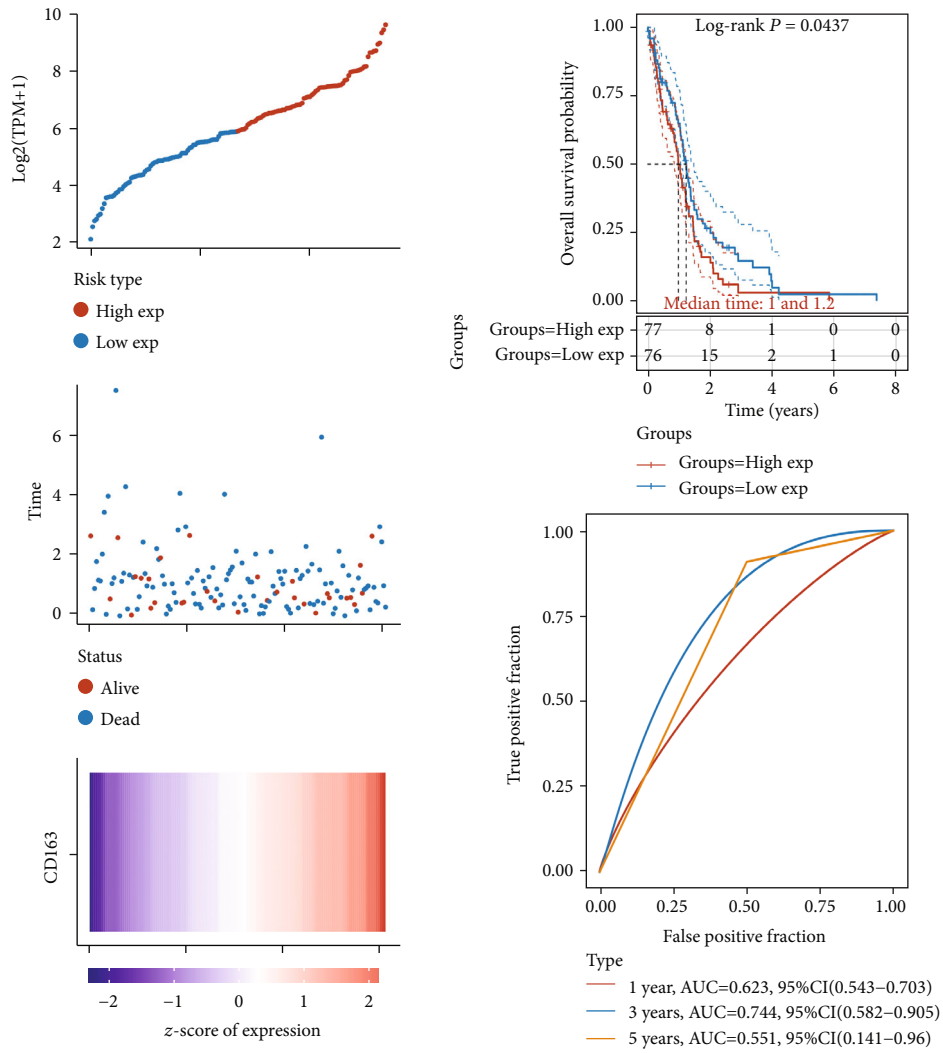 10
8
6
4
2
Log2(TPM+1)
Risk type
High exp
Low exp
6
4
2
0
Time
Status
Alive
Dead
CD163
−2 −1 0 1 2
z-score of expression
Log-rank P = 0.0437
1.00
0.75
0.50
0.25
0.00
Overall survival probability
Median time: 1 and 1.2
Groups
Groups=High exp 77 8 1 0 0
Groups=Low exp 76 15 2 1 0
0 2 4 6 8
Time (years)
Groups
Groups=High exp
Groups=Low exp
1.00
0.75
0.50
0.25
0.00
True positive fraction
0.00 0.25 0.50 0.75 1.00
False positive fraction
Type
1 year, AUC=0.623, 95%CI(0.543−0.703)
3 years, AUC=0.744, 95%CI(0.582−0.905)
5 years, AUC=0.551, 95%CI(0.141−0.96)